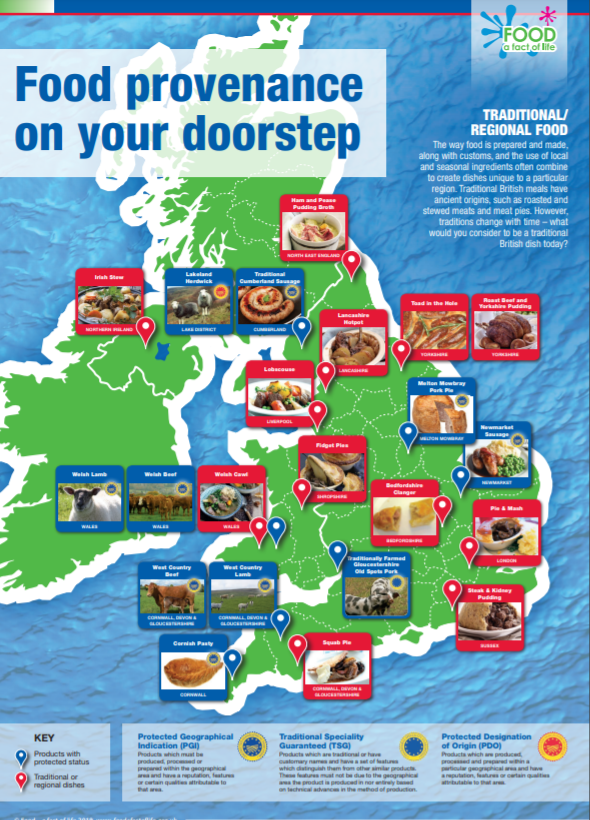 FOOD
a fact of life
Food provenance
on your doorstep
TRADITIONAL/
REGIONAL FOOD
The way food is prepared and made,
along with customs, and the use of local
and seasonal ingredients often combine
to create dishes unique to a particular
region. Traditional British meals have
ancient origins, such as roasted and
stewed meats and meat pies. However,
traditions change with time – what
would you consider to be a traditional
British dish today?
Ham and Pease
Pudding Broth
NORTH EAST ENGLAND
Irish Stew
NORTHERN IRELAND
Lakeland
Herdwick
LAKE DISTRICT
Traditional
Cumberland Sausage
CUMBERLAND
Lancashire
Hotpot
LANCASHIRE
Toad in the Hole
YORKSHIRE
Roast Beef and
Yorkshire Pudding
YORKSHIRE
Lobscouse
LIVERPOOL
Melton Mowbray
Pork Pie
MELTON MOWBRAY
Newmarket
Sausage
NEWMARKET
Fidget Pies
SHROPSHIRE
Welsh Lamb
WALES
Welsh Beef
WALES
Welsh Cawl
WALES
Bedfordshire
Clanger
BEDFORDSHIRE
Pie & Mash
LONDON
Traditionally Farmed
Gloucestershire
Old Spots Pork
West Country
Beef
CORNWALL, DEVON &
GLOUCESTERSHIRE
West Country
Lamb
CORNWALL, DEVON &
GLOUCESTERSHIRE
Steak & Kidney
Pudding
SUSSEX
Cornish Pasty
CORNWALL
Squab Pie
CORNWALL, DEVON &
GLOUCESTERSHIRE
KEY
Products with
protected status
Traditional or
regional dishes
Protected Geographical
Indication (PGI)
Products which must be
produced, processed or
prepared within the geographical
area and have a reputation, features
or certain qualities attributable to
that area.
Traditional Speciality
Guaranteed (TSG)
Products which are traditional or have
customary names and have a set of features
which distinguish them from other similar products.
These features must not be due to the geographical
area the product is produced in nor entirely based
on technical advances in the method of production.
Protected Designation
of Origin (PDO)
Products which are produced,
processed and prepared within a
particular geographical area and have
a reputation, features or certain qualities
attributable to that area.